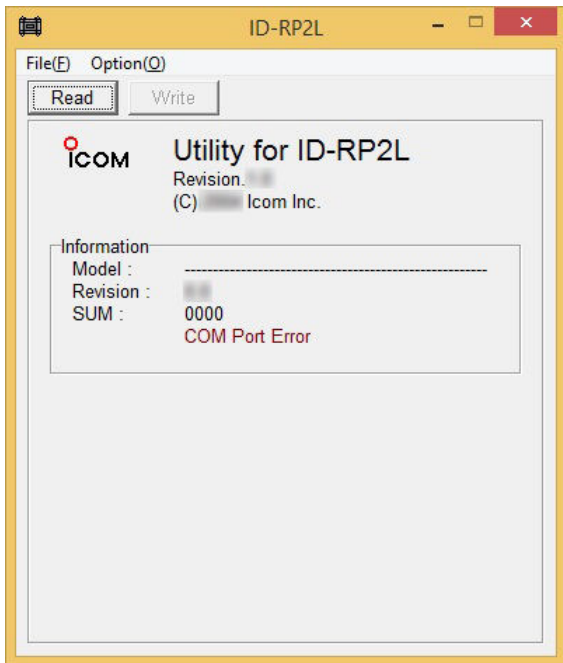 ID-RP2L
File(F) Option(O)
Read Write
ICOM
Utility for ID-RP2L
Revision.
(C) Icom Inc.
Information
Model : ------------------------------------------------------------
Revision :
SUM : 0000
COM Port Error